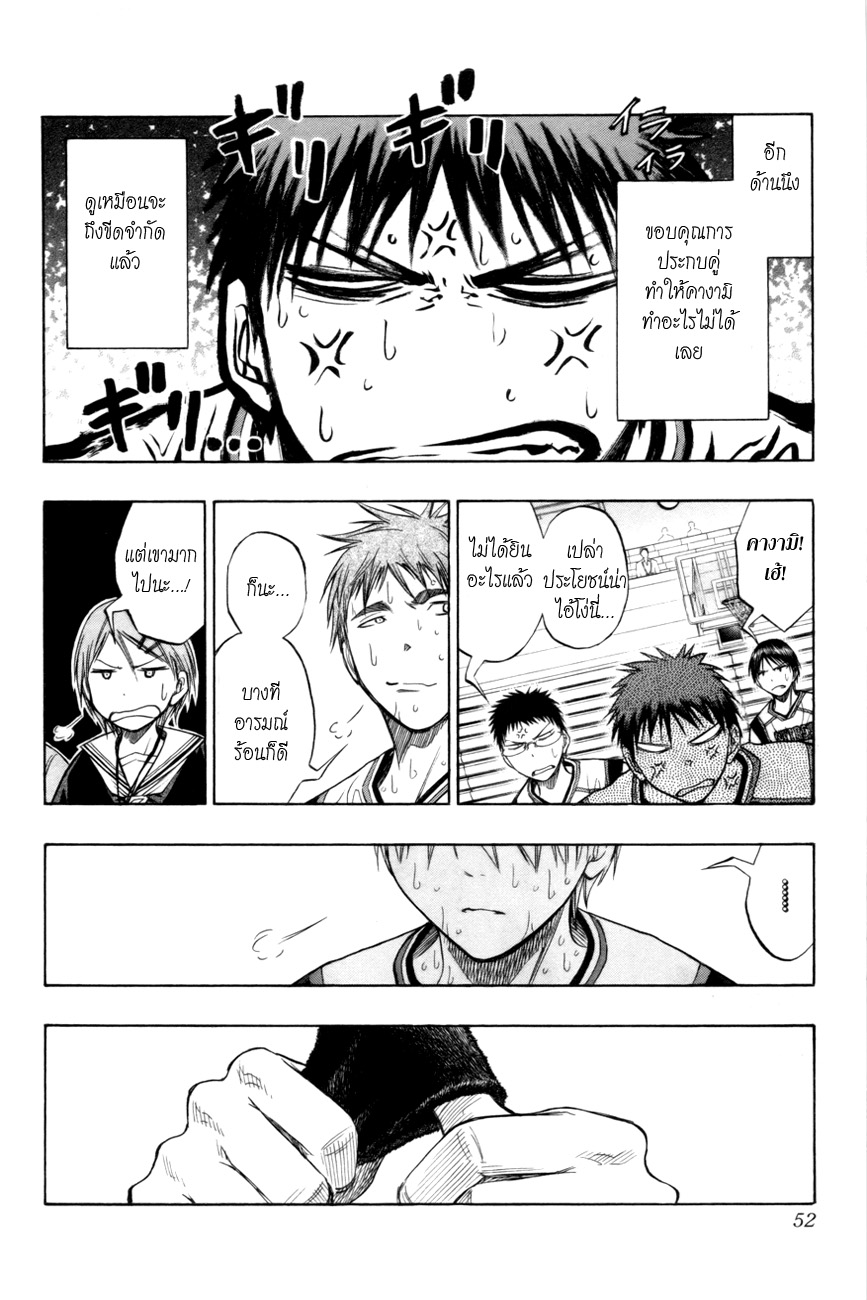 อีก
ด้านนึง
ขอบคุณการ
ประกบคู่
ทำให้คางามิ
ทำอะไรไม่ได้
เลย
イラ
イラ
ギリ
ギリ
ギリ
ดูเหมือนจะ
ถึงขีดจำกัด
แล้ว
คางามิ!
เฮ้!
เปล่า
ประโยชน์น่า
ไอ้โง่นี่...
ไม่ได้ยิน
อะไรแล้ว
ก็นะ...
บางที
อารมณ์
ร้อนก็ดี
แต่เขามาก
ไปนะ...!
......
52